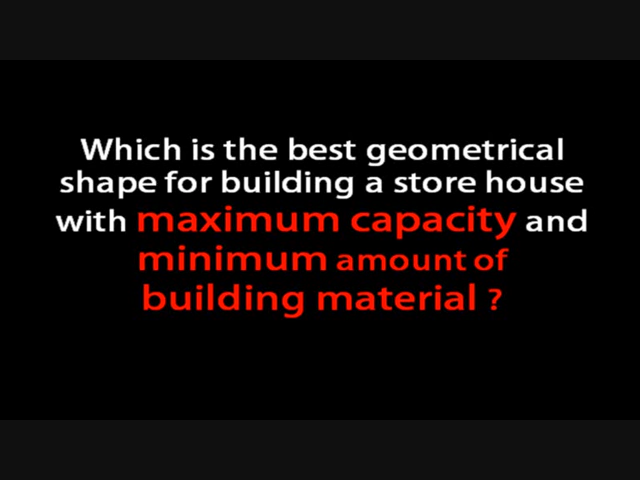 Which is the best geometrical
shape for building a store house
with maximum capacity and
minimum amount of
building material ?